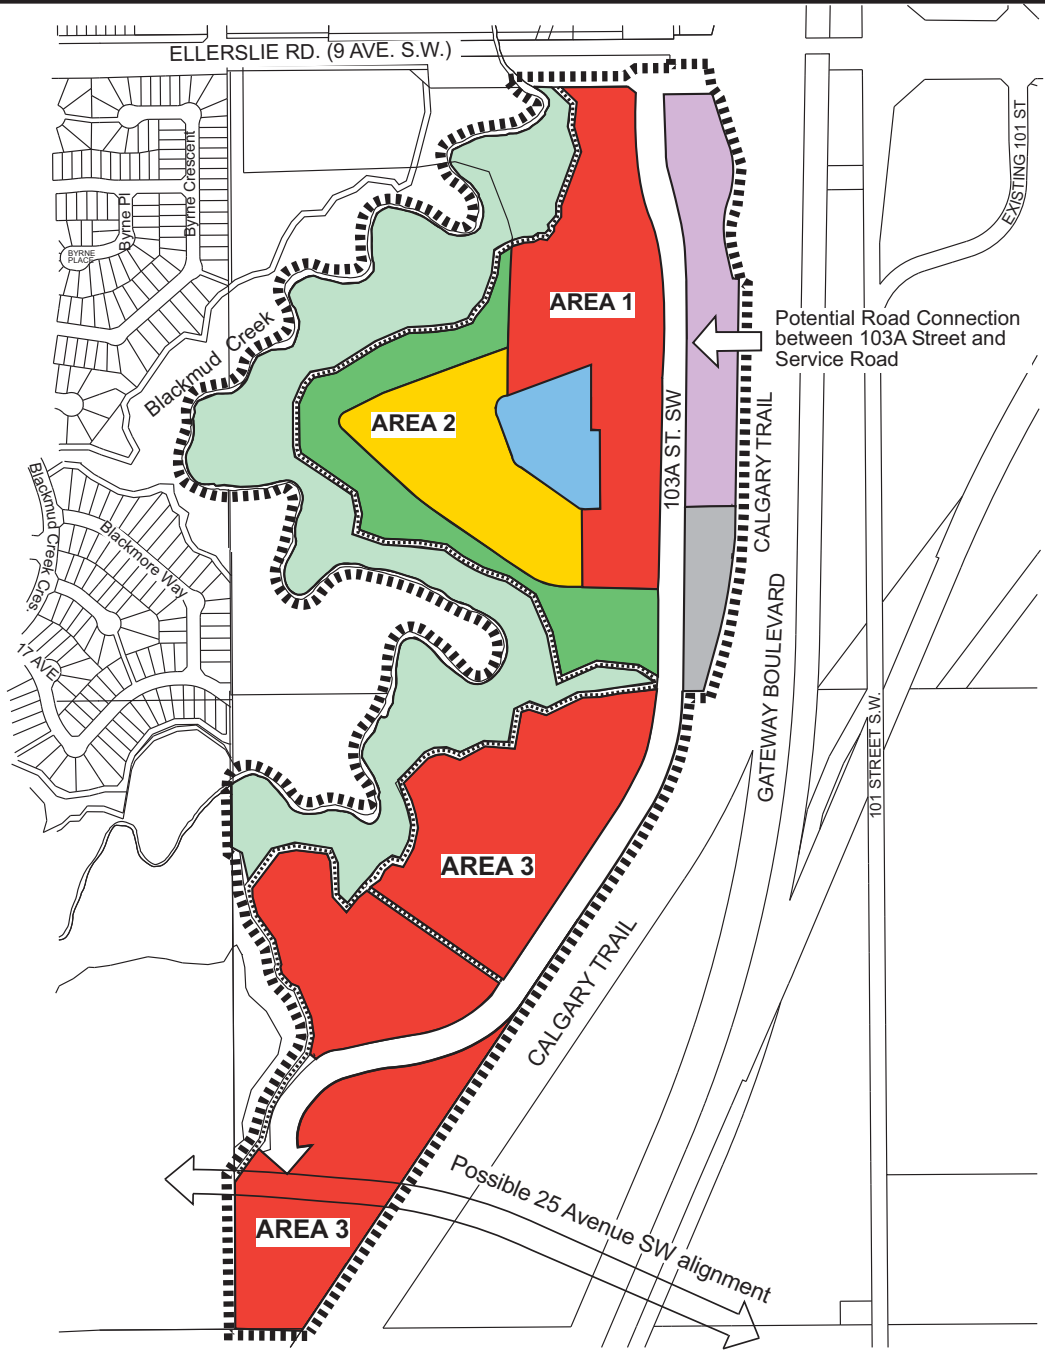 ELLERSLIE RD. (9 AVE. S.W.)
EXISTING 101 ST
Byrne Crescent
Byrne Pl
BYRNE
PLACE
AREA 1
Potential Road Connection
between 103A Street and
Service Road
Blackmud Creek
AREA 2
103A ST. SW
CALGARY TRAIL
Blackmud Creek Cres.
Blackmore Way
17 AVE
GATEWAY BOULEVARD
101 STREET S.W.
AREA 3
CALGARY TRAIL
Possible 25 Avenue SW alignment
AREA 3